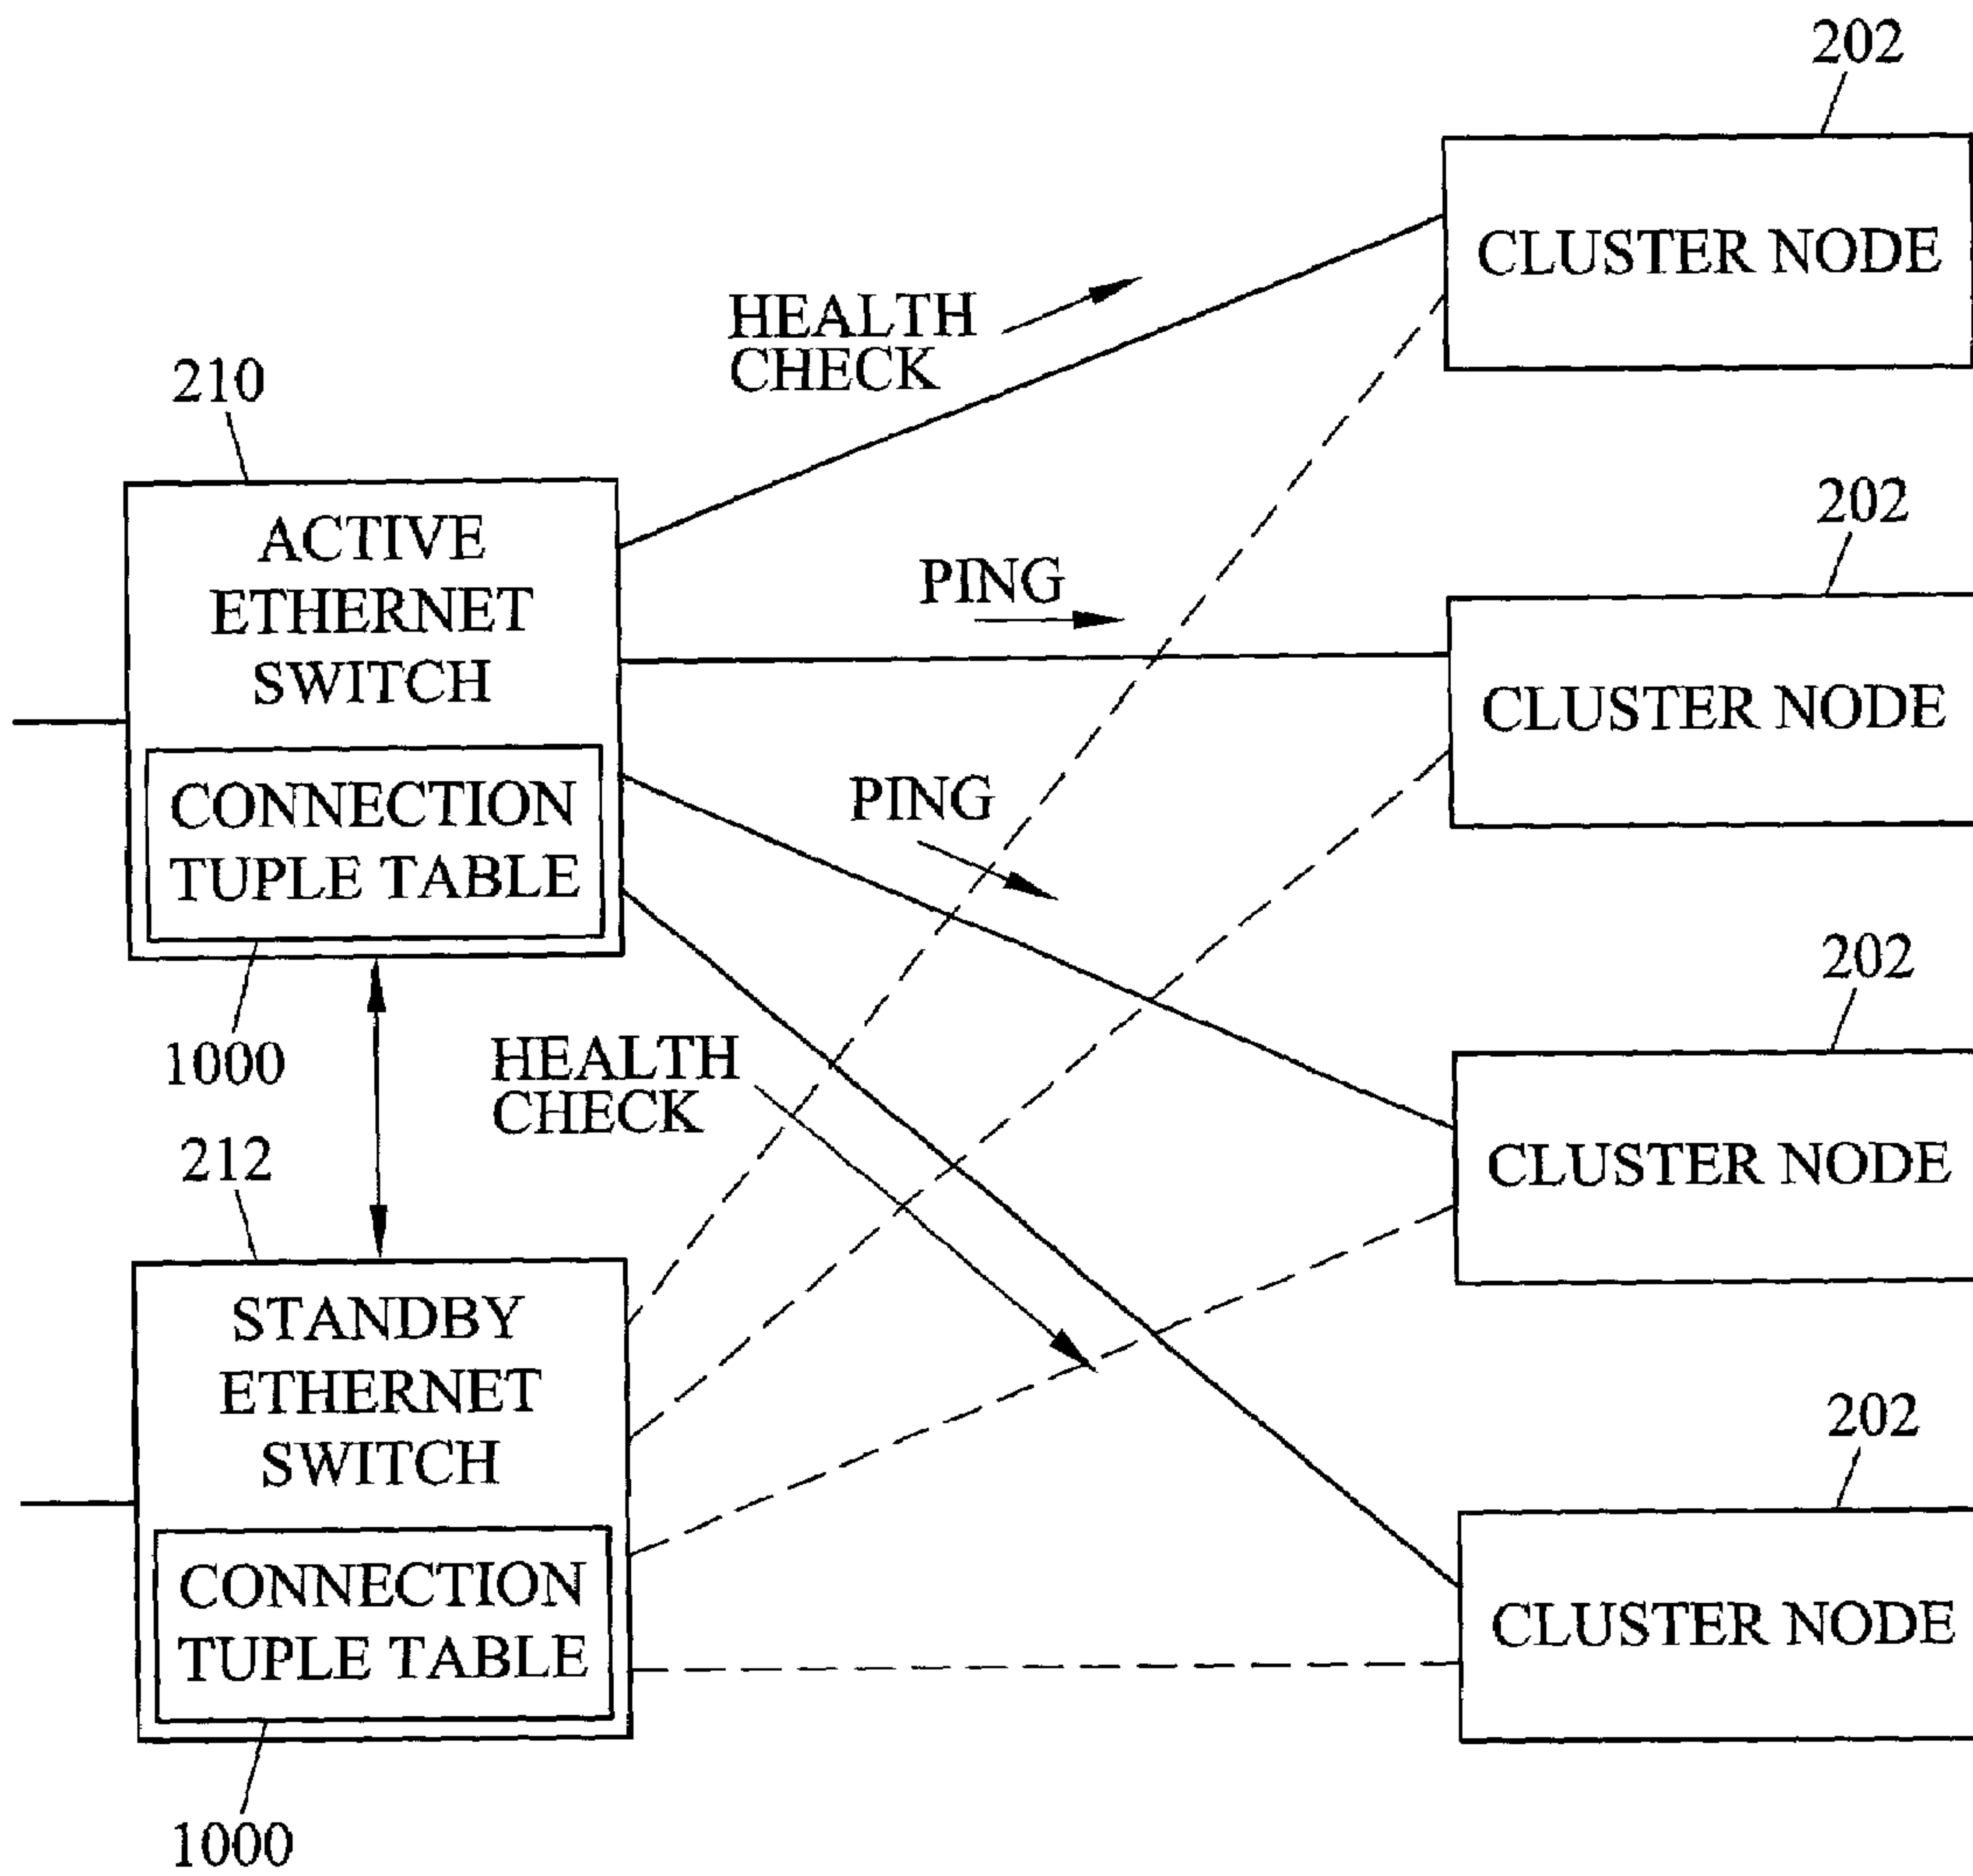 202
CLUSTER NODE
HEALTH
CHECK
210
202
ACTIVE
ETHERNET
SWITCH
PING
CLUSTER NODE
CONNECTION
TUPLE TABLE
PING
202
1000
HEALTH
CHECK
212
CLUSTER NODE
STANDBY
ETHERNET
SWITCH
202
CONNECTION
TUPLE TABLE
CLUSTER NODE
1000